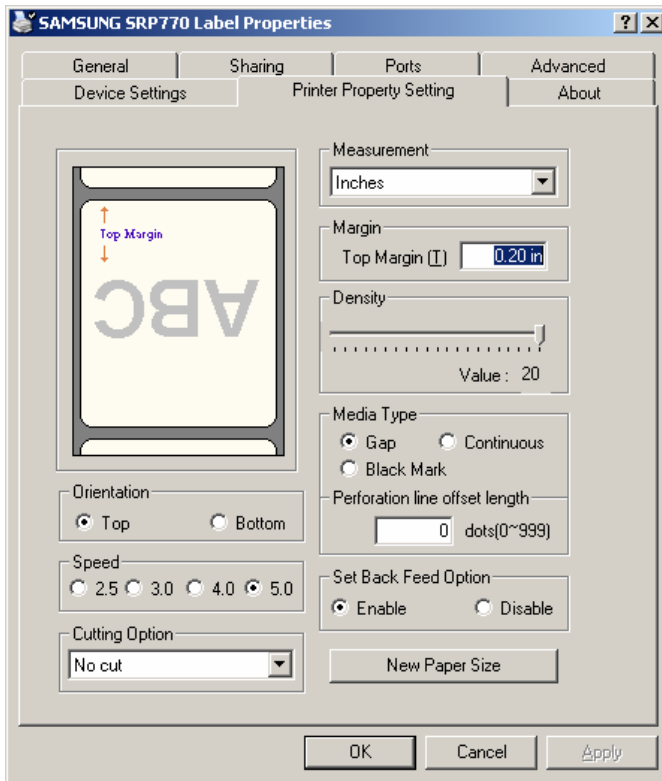 SAMSUNG SRP770 Label Properties
General Sharing Ports Advanced
Device Settings Printer Property Setting About
Top Margin
ABC
Orientation
Top Bottom
Speed
2.5 3.0 4.0 5.0
Cutting Option
No cut
Measurement
Inches
Margin
Top Margin (T) 0.20 in
Density
Value : 20
Media Type
Gap Continuous
Black Mark
Perforation line offset length
0 dots(0~999)
Set Back Feed Option
Enable Disable
New Paper Size
OK Cancel Apply